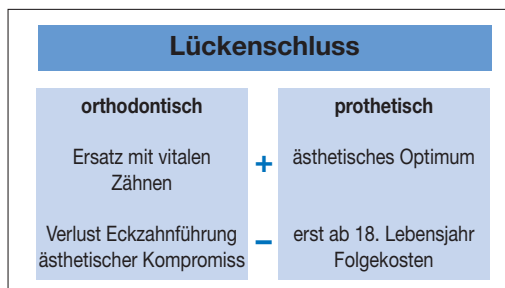 Lückenschluss
orthodontisch
prothetisch
Ersatz mit vitalen
Zähnen
+
ästhetisches Optimum
Verlust Eckzahnführung
ästhetischer Kompromiss
–
erst ab 18. Lebensjahr
Folgekosten